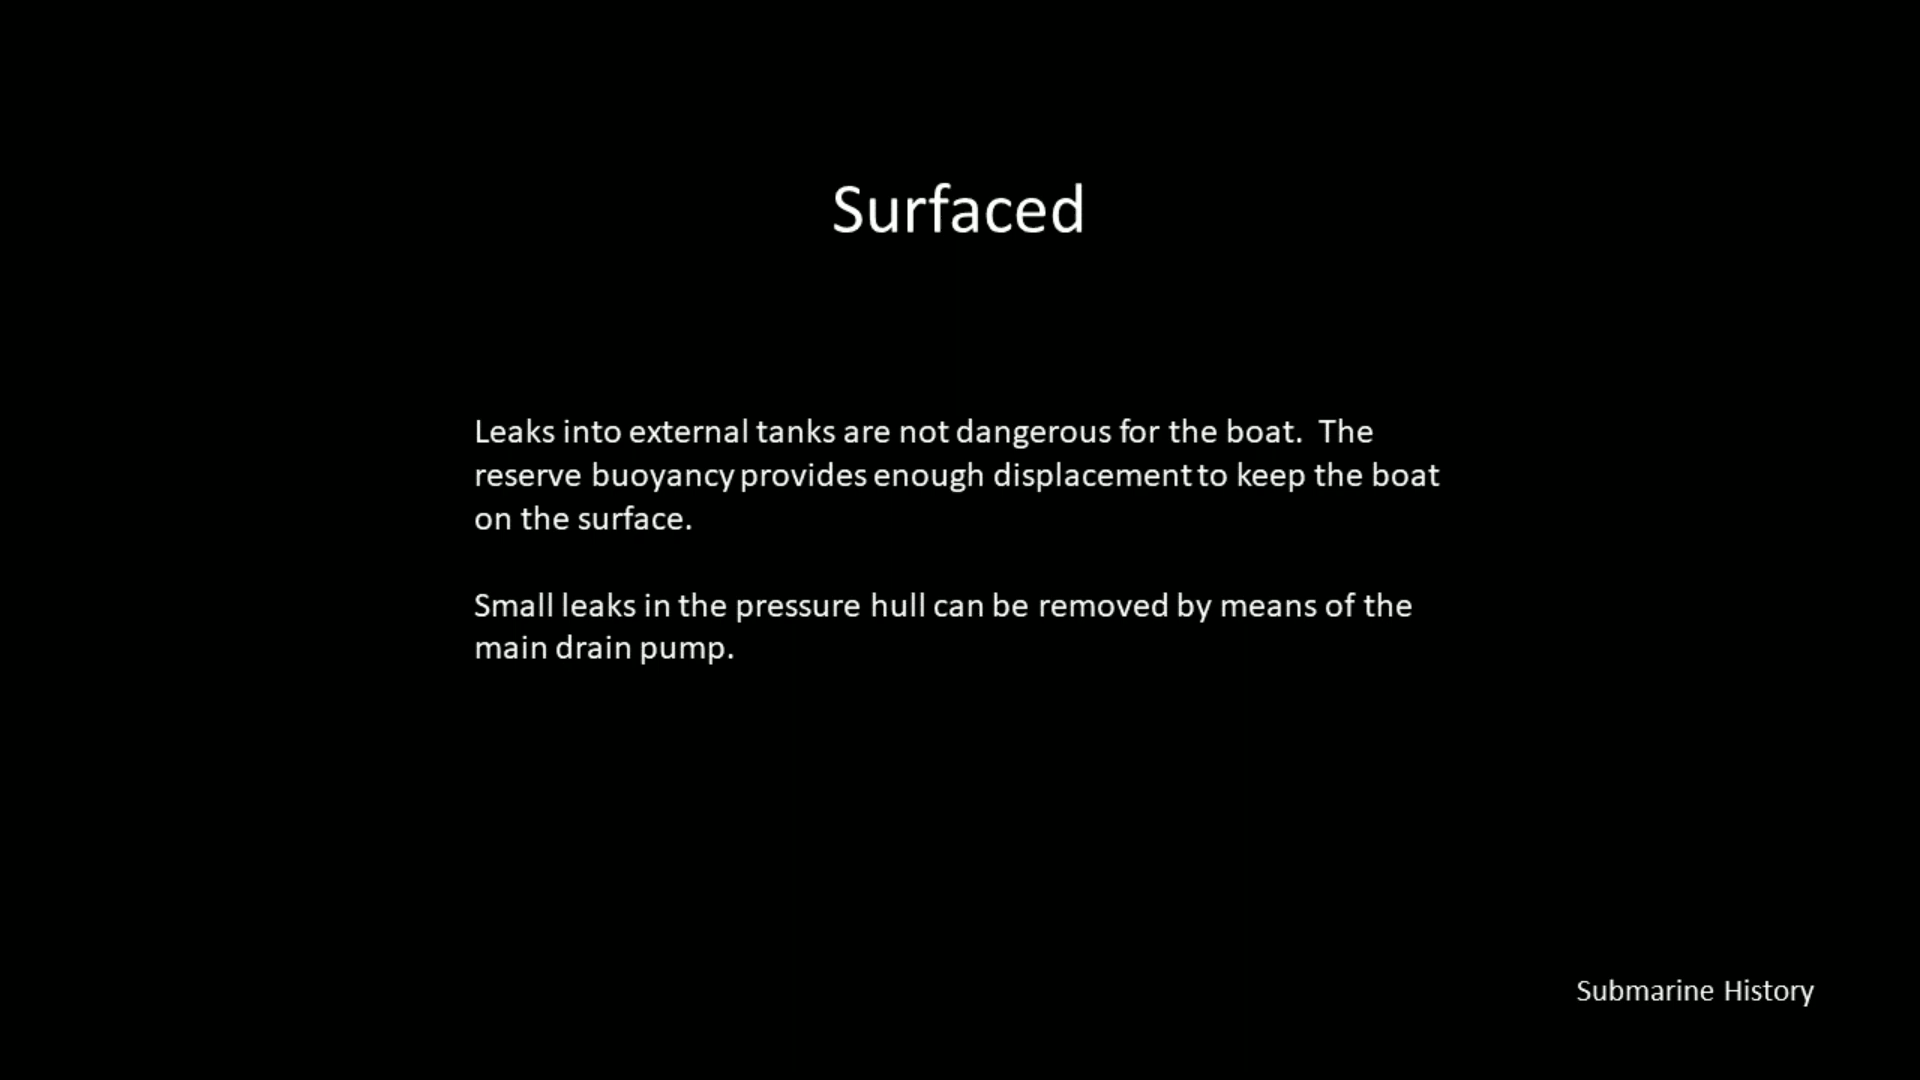 Surfaced
Leaks into external tanks are not dangerous for the boat.  The
reserve buoyancy provides enough displacement to keep the boat
on the surface.
Small leaks in the pressure hull can be removed by means of the
main drain pump.
Submarine History